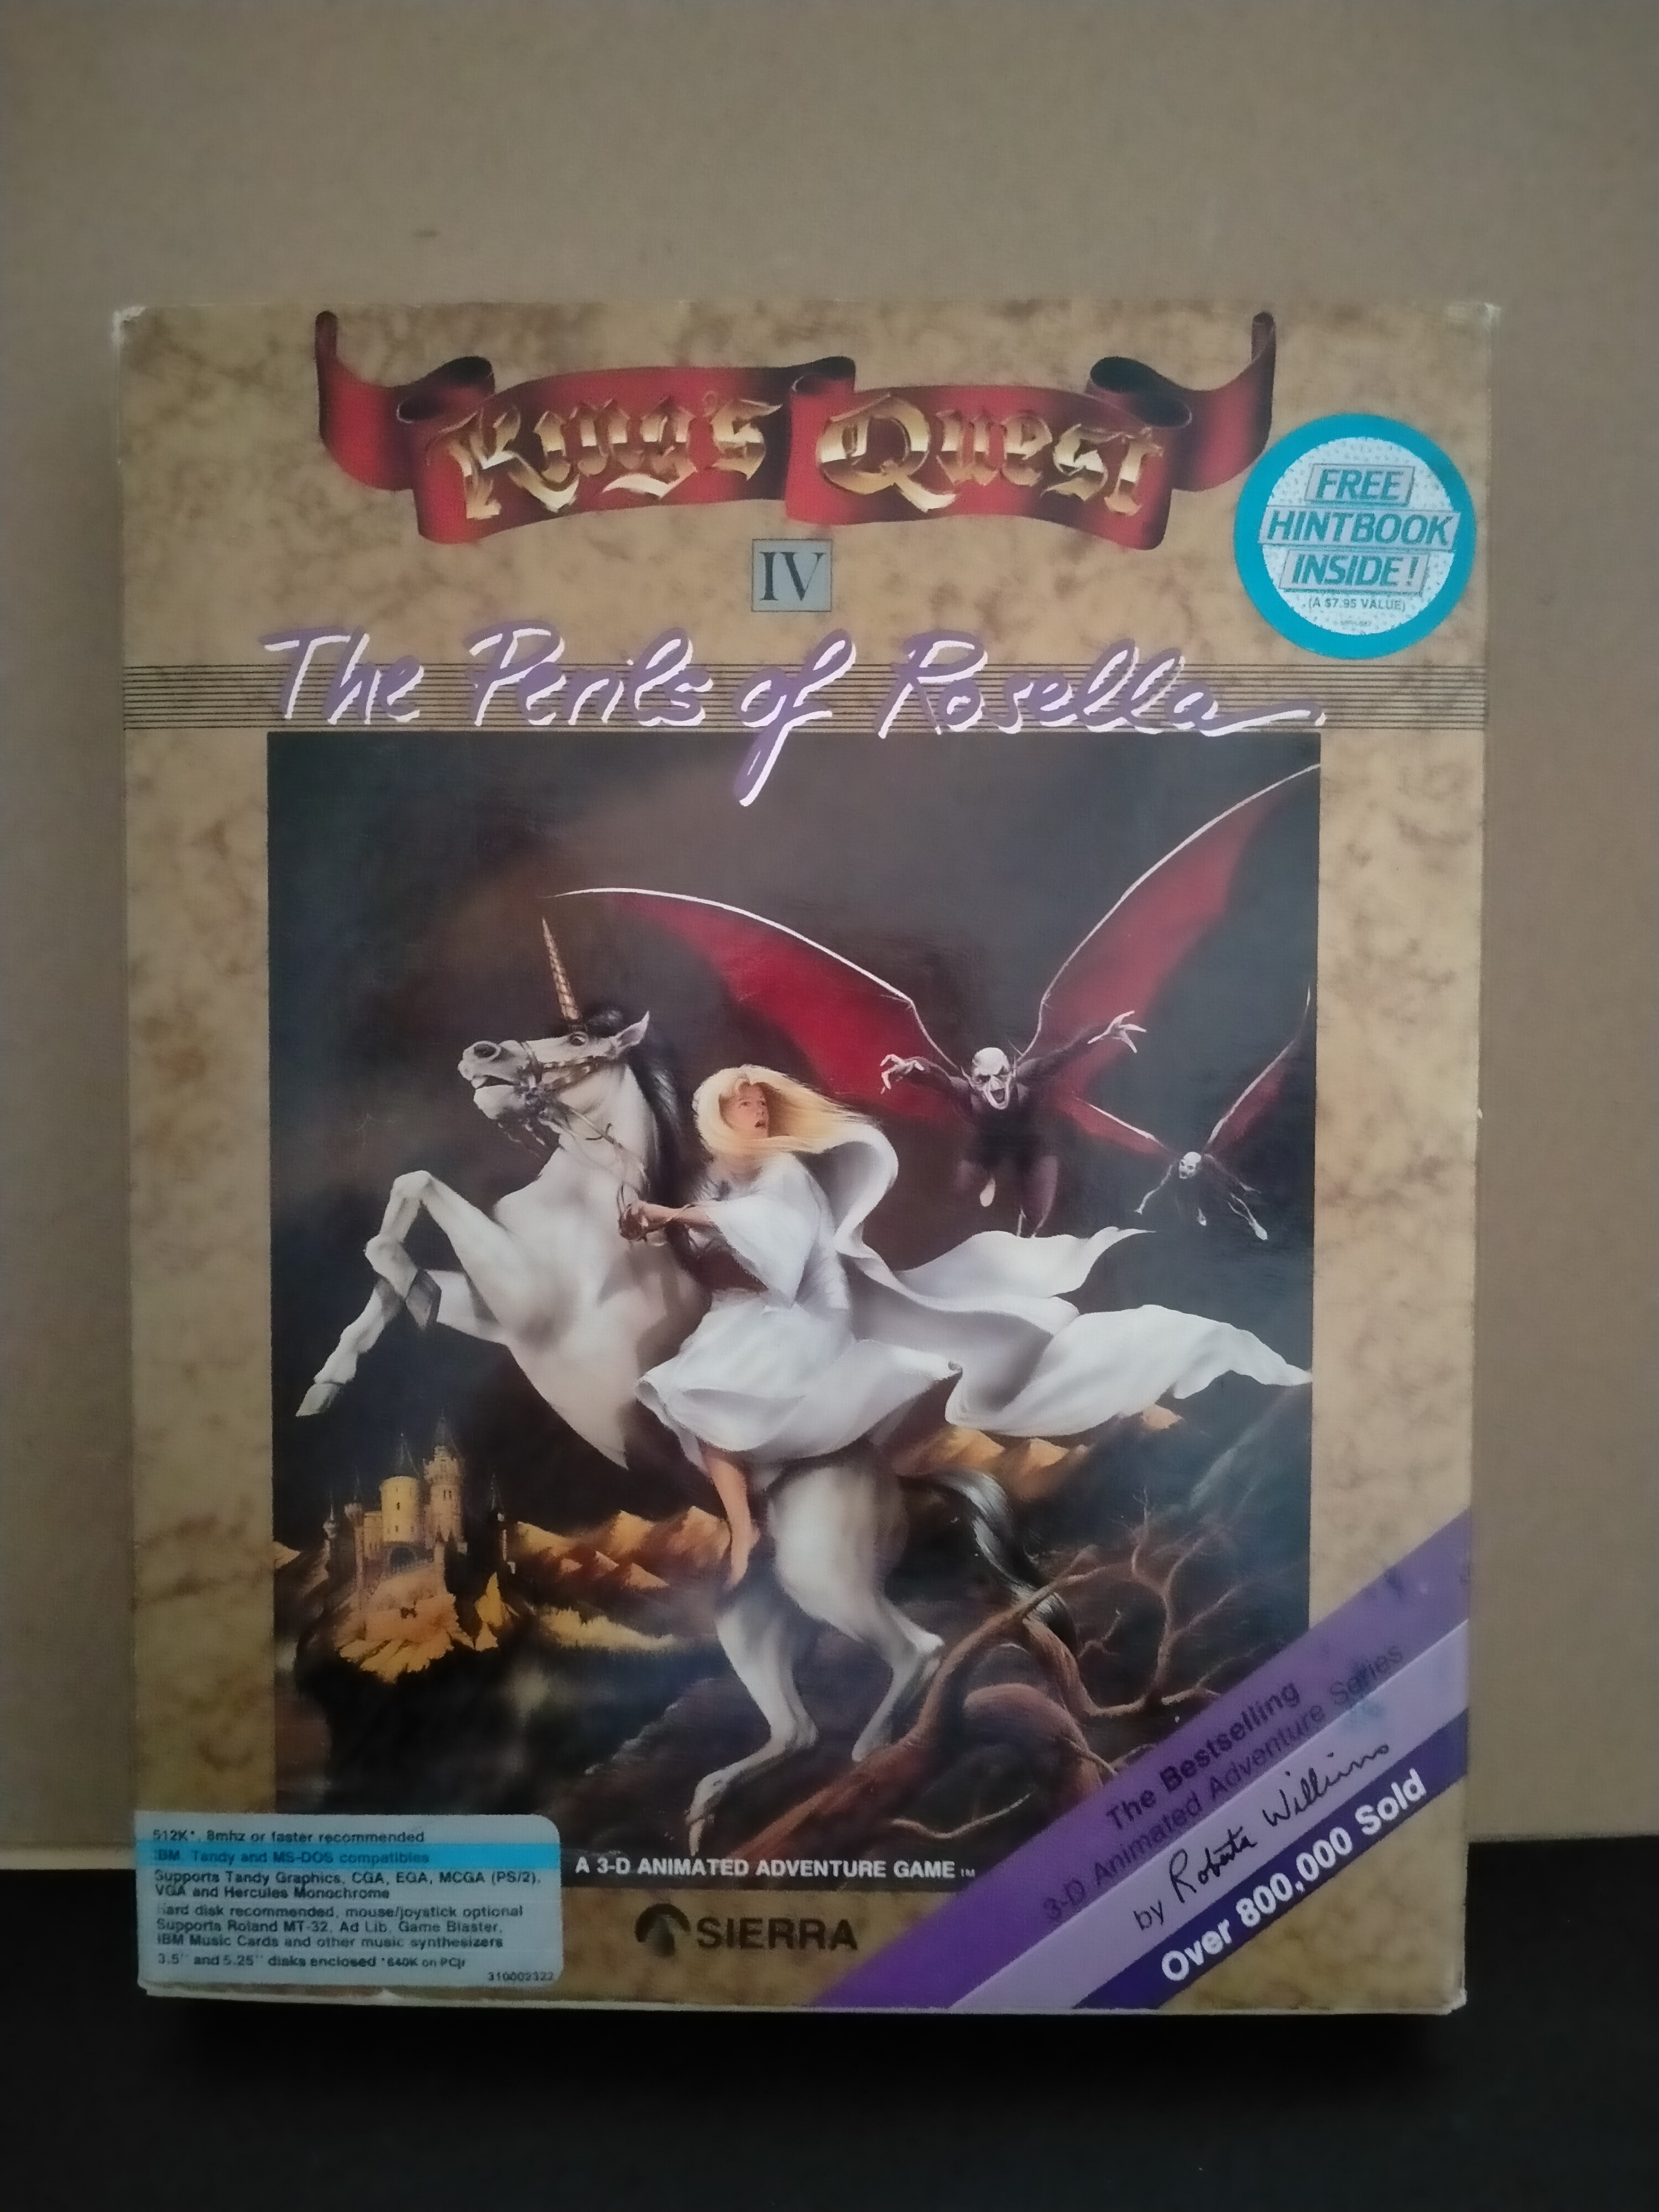 King's Quest
IV
FREE
HINTBOOK
INSIDE!
(A $7.95 VALUE)
The Perils of Rosella
The Bestselling
3-D Animated Adventure Series
by Roberta Williams
Over 800,000 Sold
512K*, 8mhz or faster recommended
IBM, Tandy and MS-DOS compatibles
Supports Tandy Graphics, CGA, EGA, MCGA (PS/2),
VGA and Hercules Monochrome
Hard disk recommended, mouse/joystick optional
Supports Roland MT-32, Ad Lib, Game Blaster,
IBM Music Cards and other music synthesizers
3.5" and 5.25" disks enclosed *640K on PCjr
310002322
A 3-D ANIMATED ADVENTURE GAME™
SIERRA